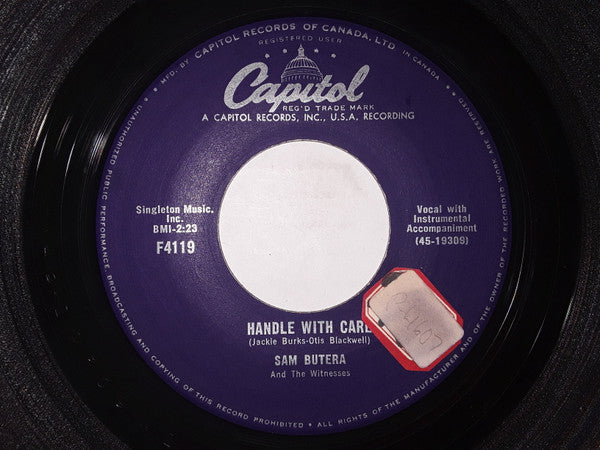 MFD. BY CAPITOL RECORDS OF CANADA, LTD. IN CANADA.
REGISTERED USER
Capitol
REG'D TRADE MARK
A CAPITOL RECORDS, INC., U.S.A., RECORDING
Singleton Music.
Inc.
BMI-2:23
F4119
Vocal with
Instrumental
Accompaniment
(45-19309)
HANDLE WITH CARE
(Jackie Burks-Otis Blackwell)
SAM BUTERA
And The Witnesses
UNAUTHORIZED PUBLIC PERFORMANCE, BROADCASTING AND COPYING OF THIS RECORD PROHIBITED • ALL RIGHTS OF THE MANUFACTURER AND OF THE OWNER OF THE RECORDED WORK ARE RESTRICTED